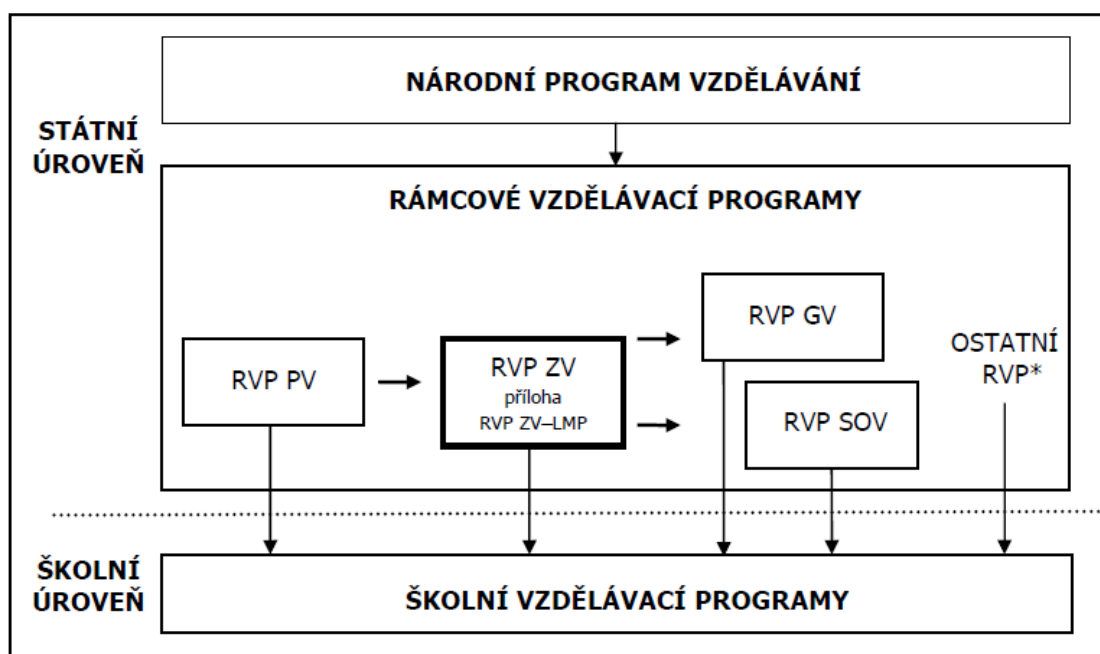 NÁRODNÍ PROGRAM VZDĚLÁVÁNÍ
STÁTNÍ
ÚROVEŇ
RÁMCOVÉ VZDĚLÁVACÍ PROGRAMY
RVP PV
RVP ZV
příloha
RVP ZV–LMP
RVP GV
RVP SOV
OSTATNÍ
RVP*
ŠKOLNÍ
ÚROVEŇ
ŠKOLNÍ VZDĚLÁVACÍ PROGRAMY